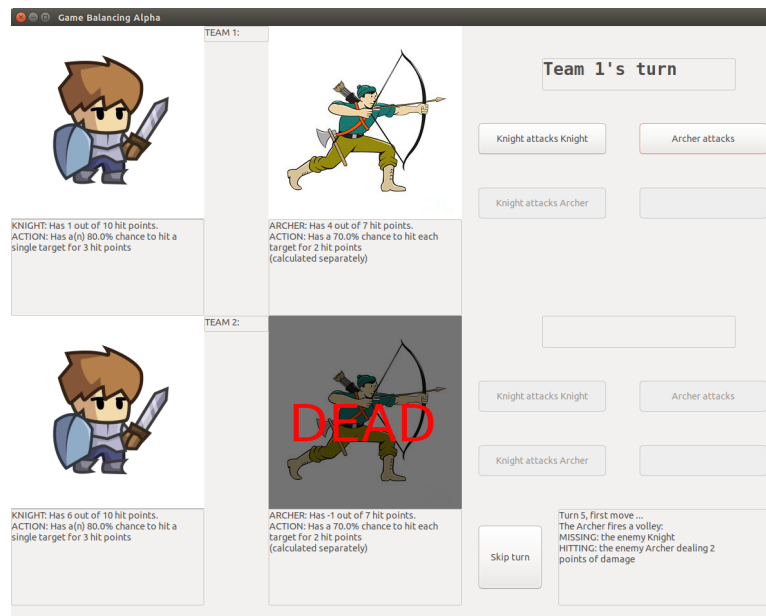 Game Balancing Alpha
TEAM 1:
Team 1's turn
Knight attacks Knight
Archer attacks
Knight attacks Archer
KNIGHT: Has 1 out of 10 hit points.
ACTION: Has a(n) 80.0% chance to hit a
single target for 3 hit points
ARCHER: Has 4 out of 7 hit points.
ACTION: Has a 70.0% chance to hit each
target for 2 hit points
(calculated separately)
TEAM 2:
DEAD
Knight attacks Knight
Archer attacks
Knight attacks Archer
KNIGHT: Has 6 out of 10 hit points.
ACTION: Has a(n) 80.0% chance to hit a
single target for 3 hit points
ARCHER: Has -1 out of 7 hit points.
ACTION: Has a 70.0% chance to hit each
target for 2 hit points
(calculated separately)
Skip turn
Turn 5, first move ...
The Archer fires a volley:
MISSING: the enemy Knight
HITTING: the enemy Archer dealing 2
points of damage